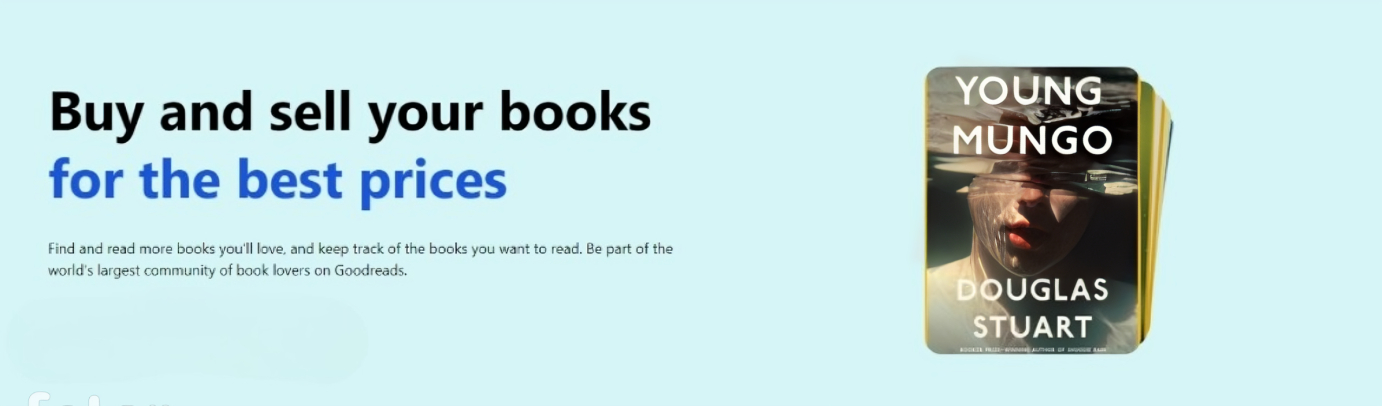 Buy and sell your books
for the best prices
Find and read more books you'll love, and keep track of the books you want to read. Be part of the
world's largest community of book lovers on Goodreads.
YOUNG
MUNGO
DOUGLAS
STUART
BOOKER PRIZE-WINNING AUTHOR OF SHUGGIE BAIN